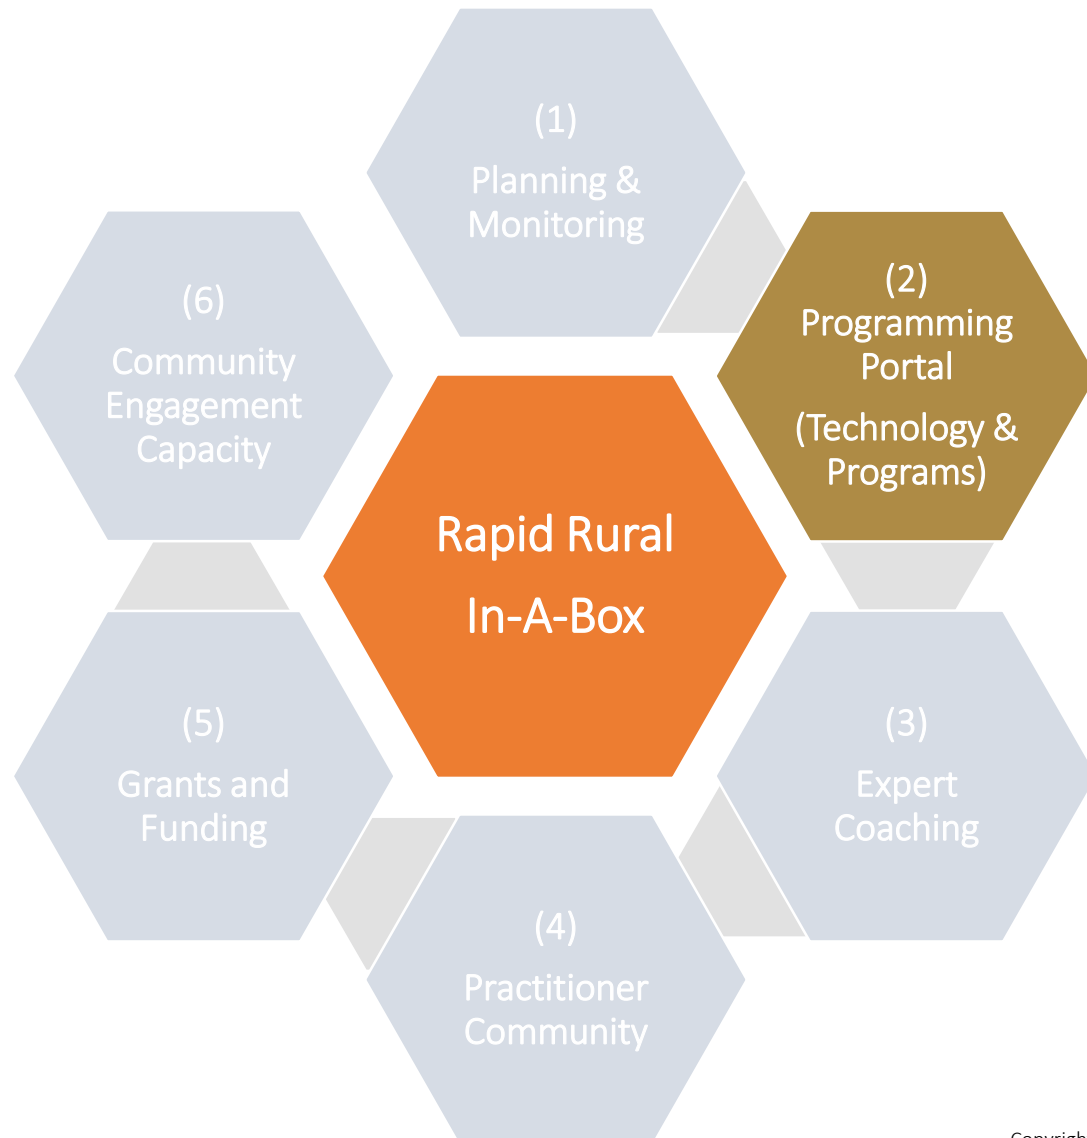 (1)
Planning &
Monitoring
(2)
Programming
Portal
(Technology &
Programs)
(3)
Expert
Coaching
(4)
Practitioner
Community
(5)
Grants and
Funding
(6)
Community
Engagement
Capacity
Rapid Rural
In-A-Box